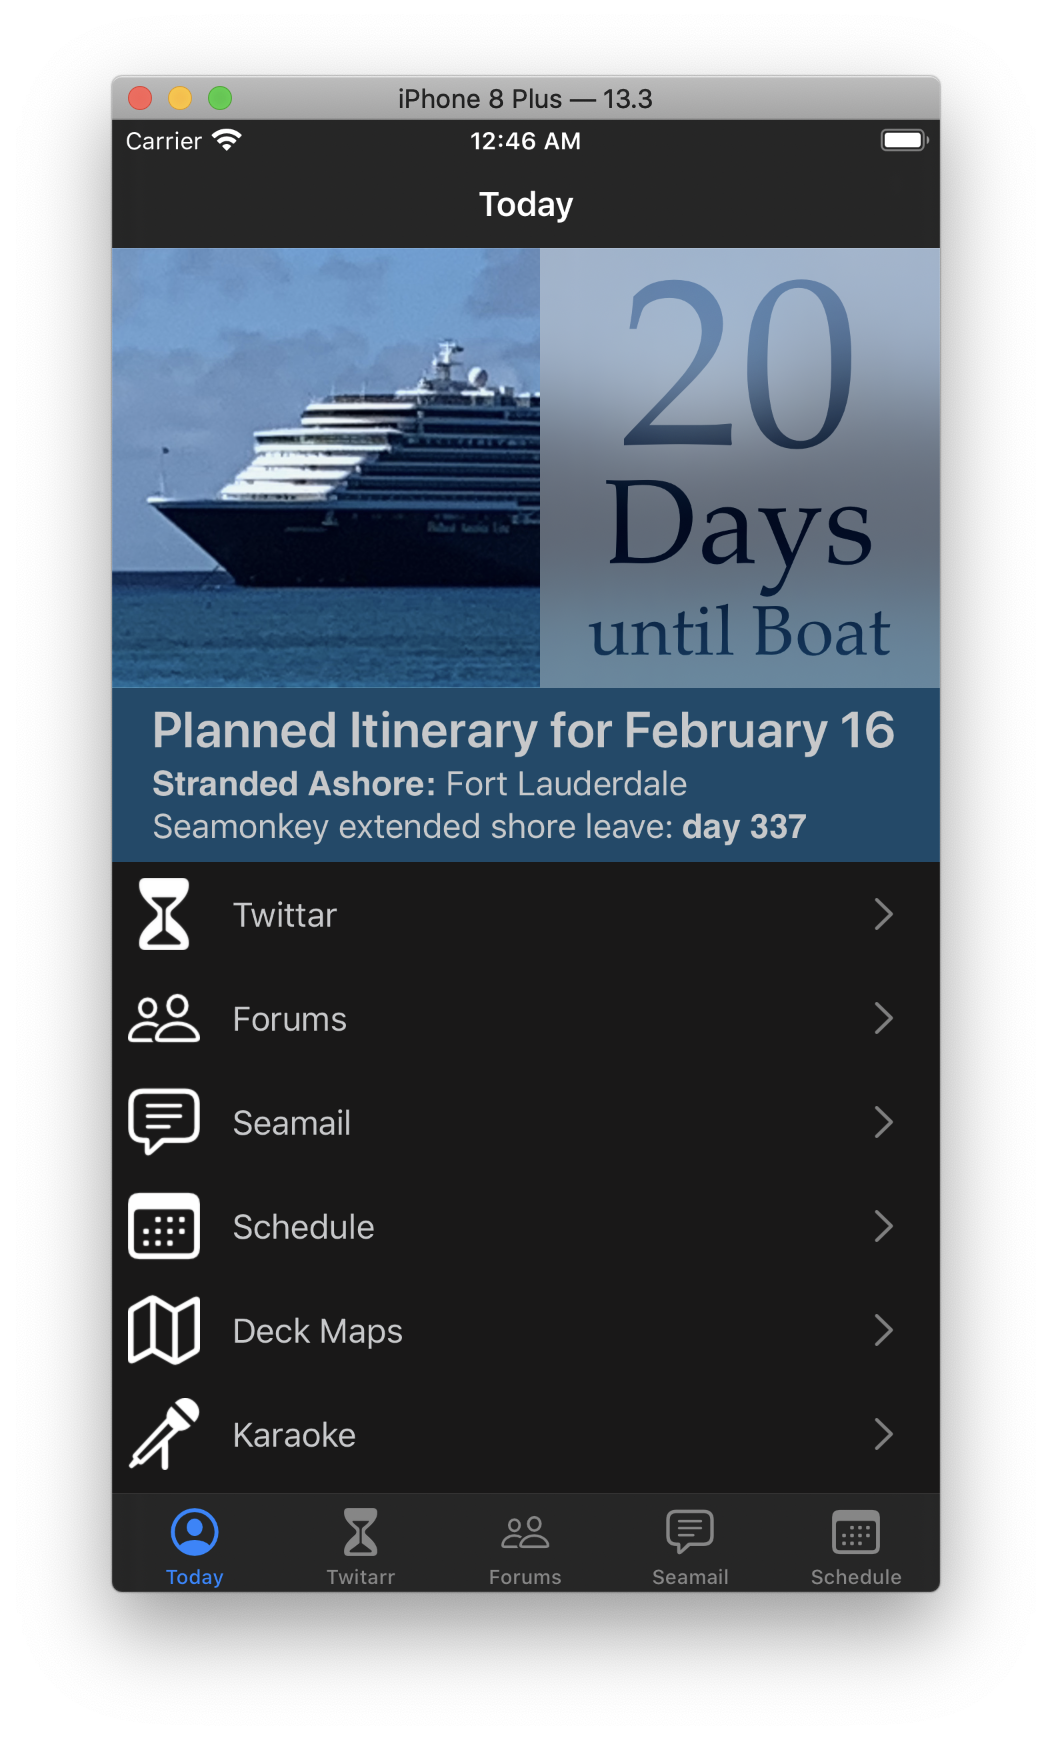 iPhone 8 Plus — 13.3
Carrier 12:46 AM
Today
20
Days
until Boat
Planned Itinerary for February 16
Stranded Ashore: Fort Lauderdale
Seamonkey extended shore leave: day 337
Twittar
Forums
Seamail
Schedule
Deck Maps
Karaoke
Today Twitarr Forums Seamail Schedule